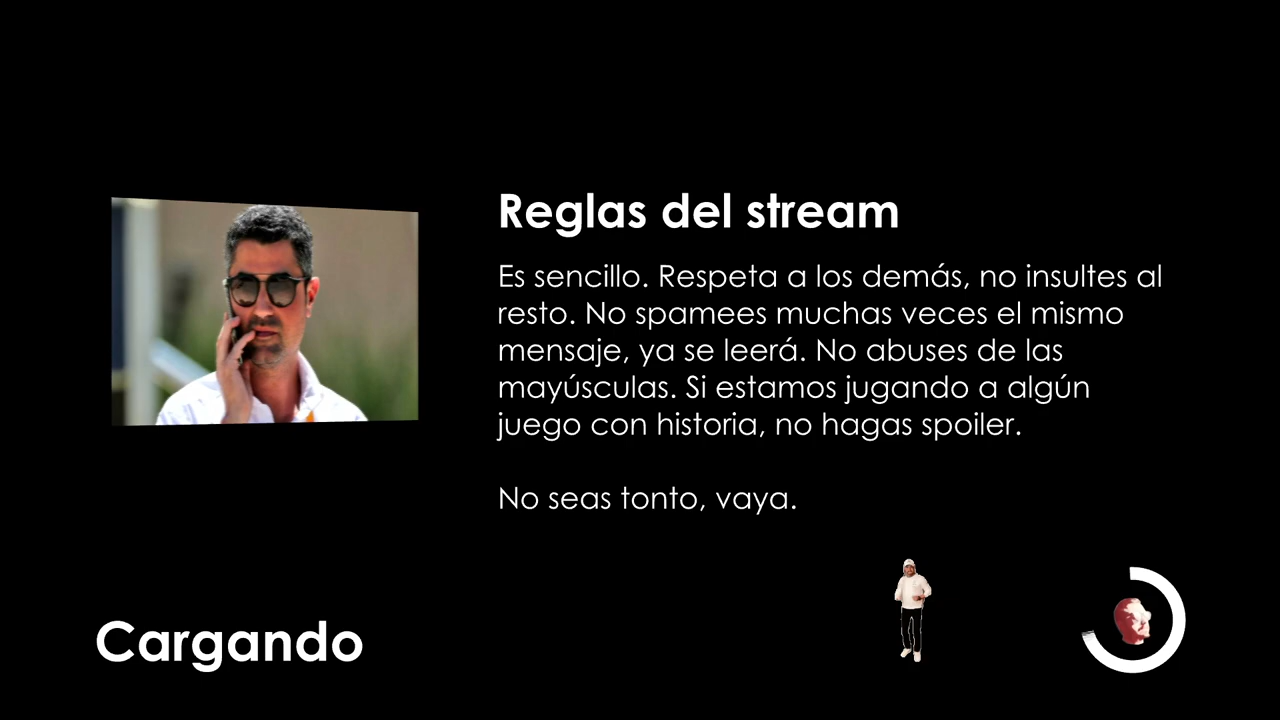 Reglas del stream
Es sencillo. Respeta a los demás, no insultes al
resto. No spamees muchas veces el mismo
mensaje, ya se leerá. No abuses de las
mayúsculas. Si estamos jugando a algún
juego con historia, no hagas spoiler.
No seas tonto, vaya.
Cargando